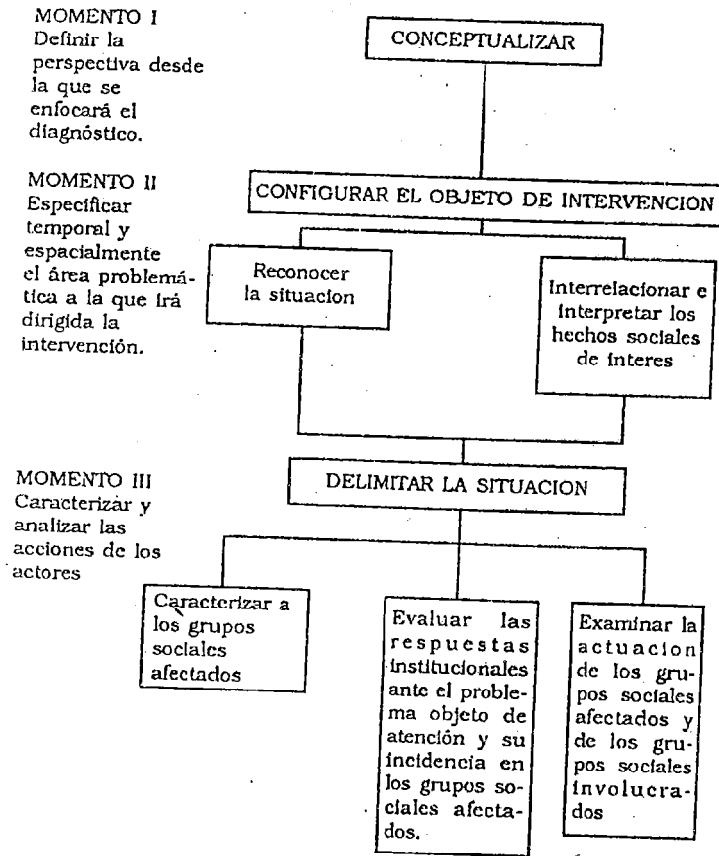 MOMENTO I
Definir la
perspectiva desde
la que se
enfocará el
diagnóstico.
CONCEPTUALIZAR
MOMENTO II
Especificar
temporal y
espacialmente
el área problemá-
tica a la que irá
dirigida la
intervención.
CONFIGURAR EL OBJETO DE INTERVENCION
Reconocer
la situacion
Interrelacionar e
interpretar los
hechos sociales
de interes
MOMENTO III
Caracterizar y
analizar las
acciones de los
actores
DELIMITAR LA SITUACION
Caracterizar a
los grupos
sociales
afectados
Evaluar las
respuestas
institucionales
ante el proble-
ma objeto de
atención y su
incidencia en
los grupos so-
ciales afecta-
dos.
Examinar la
actuacion
de los gru-
pos sociales
afectados y
de los gru-
pos sociales
involucra-
dos